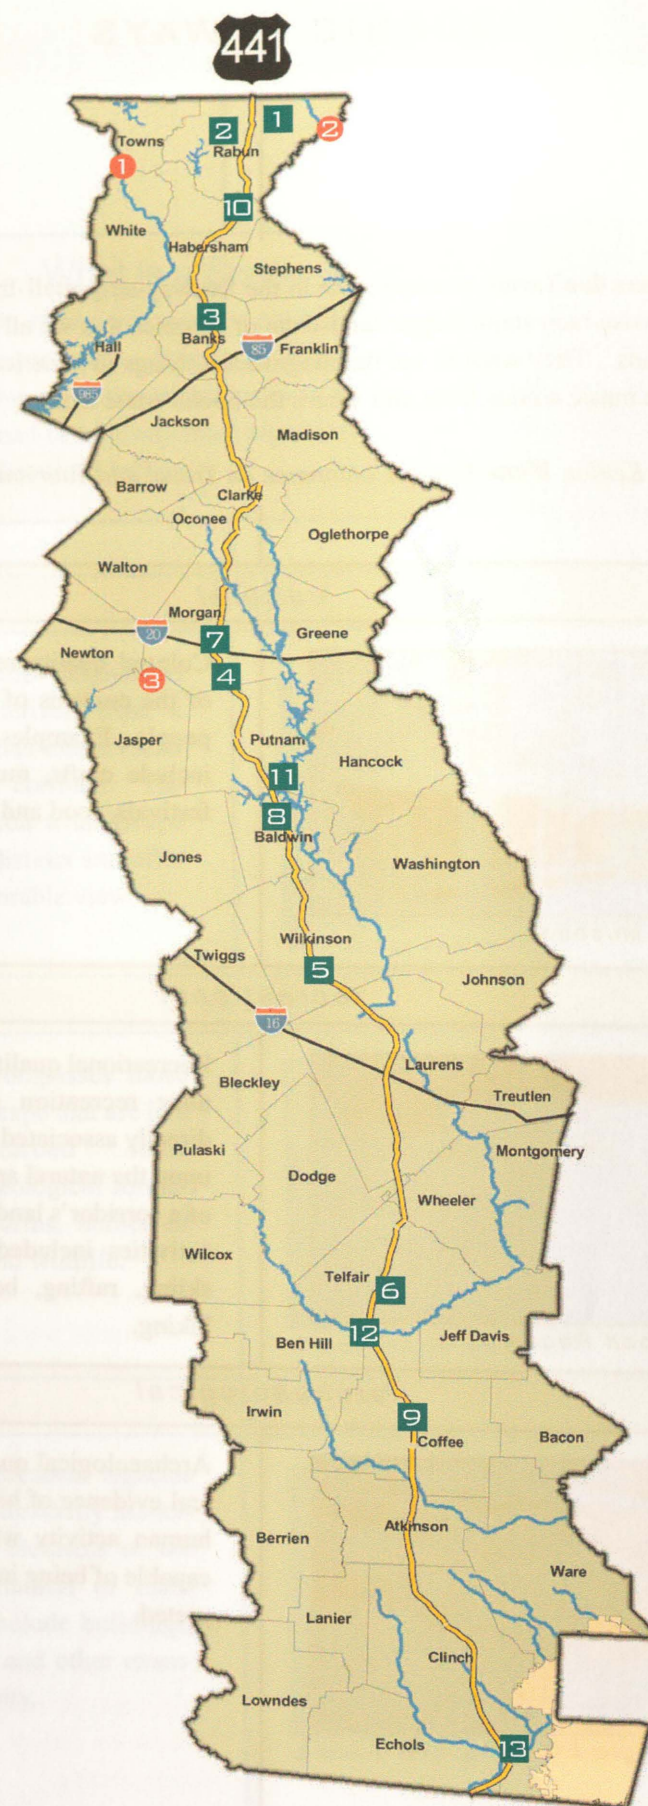 441
1
2
2
Towns
Rabun
1
10
White
Habersham
Stephens
3
Banks
Hall
85
Franklin
985
Jackson
Madison
Barrow
Clarke
Oconee
Oglethorpe
Walton
Morgan
20
7
Greene
Newton
3
4
Jasper
Putnam
Hancock
11
8
Baldwin
Jones
Washington
Wilkinson
Twiggs
5
Johnson
16
Laurens
Bleckley
Treutlen
Pulaski
Montgomery
Dodge
Wheeler
Wilcox
Telfair
6
12
Ben Hill
Jeff Davis
Irwin
9
Coffee
Bacon
Atkinson
Berrien
Ware
Lanier
Clinch
Lowndes
Echols
13